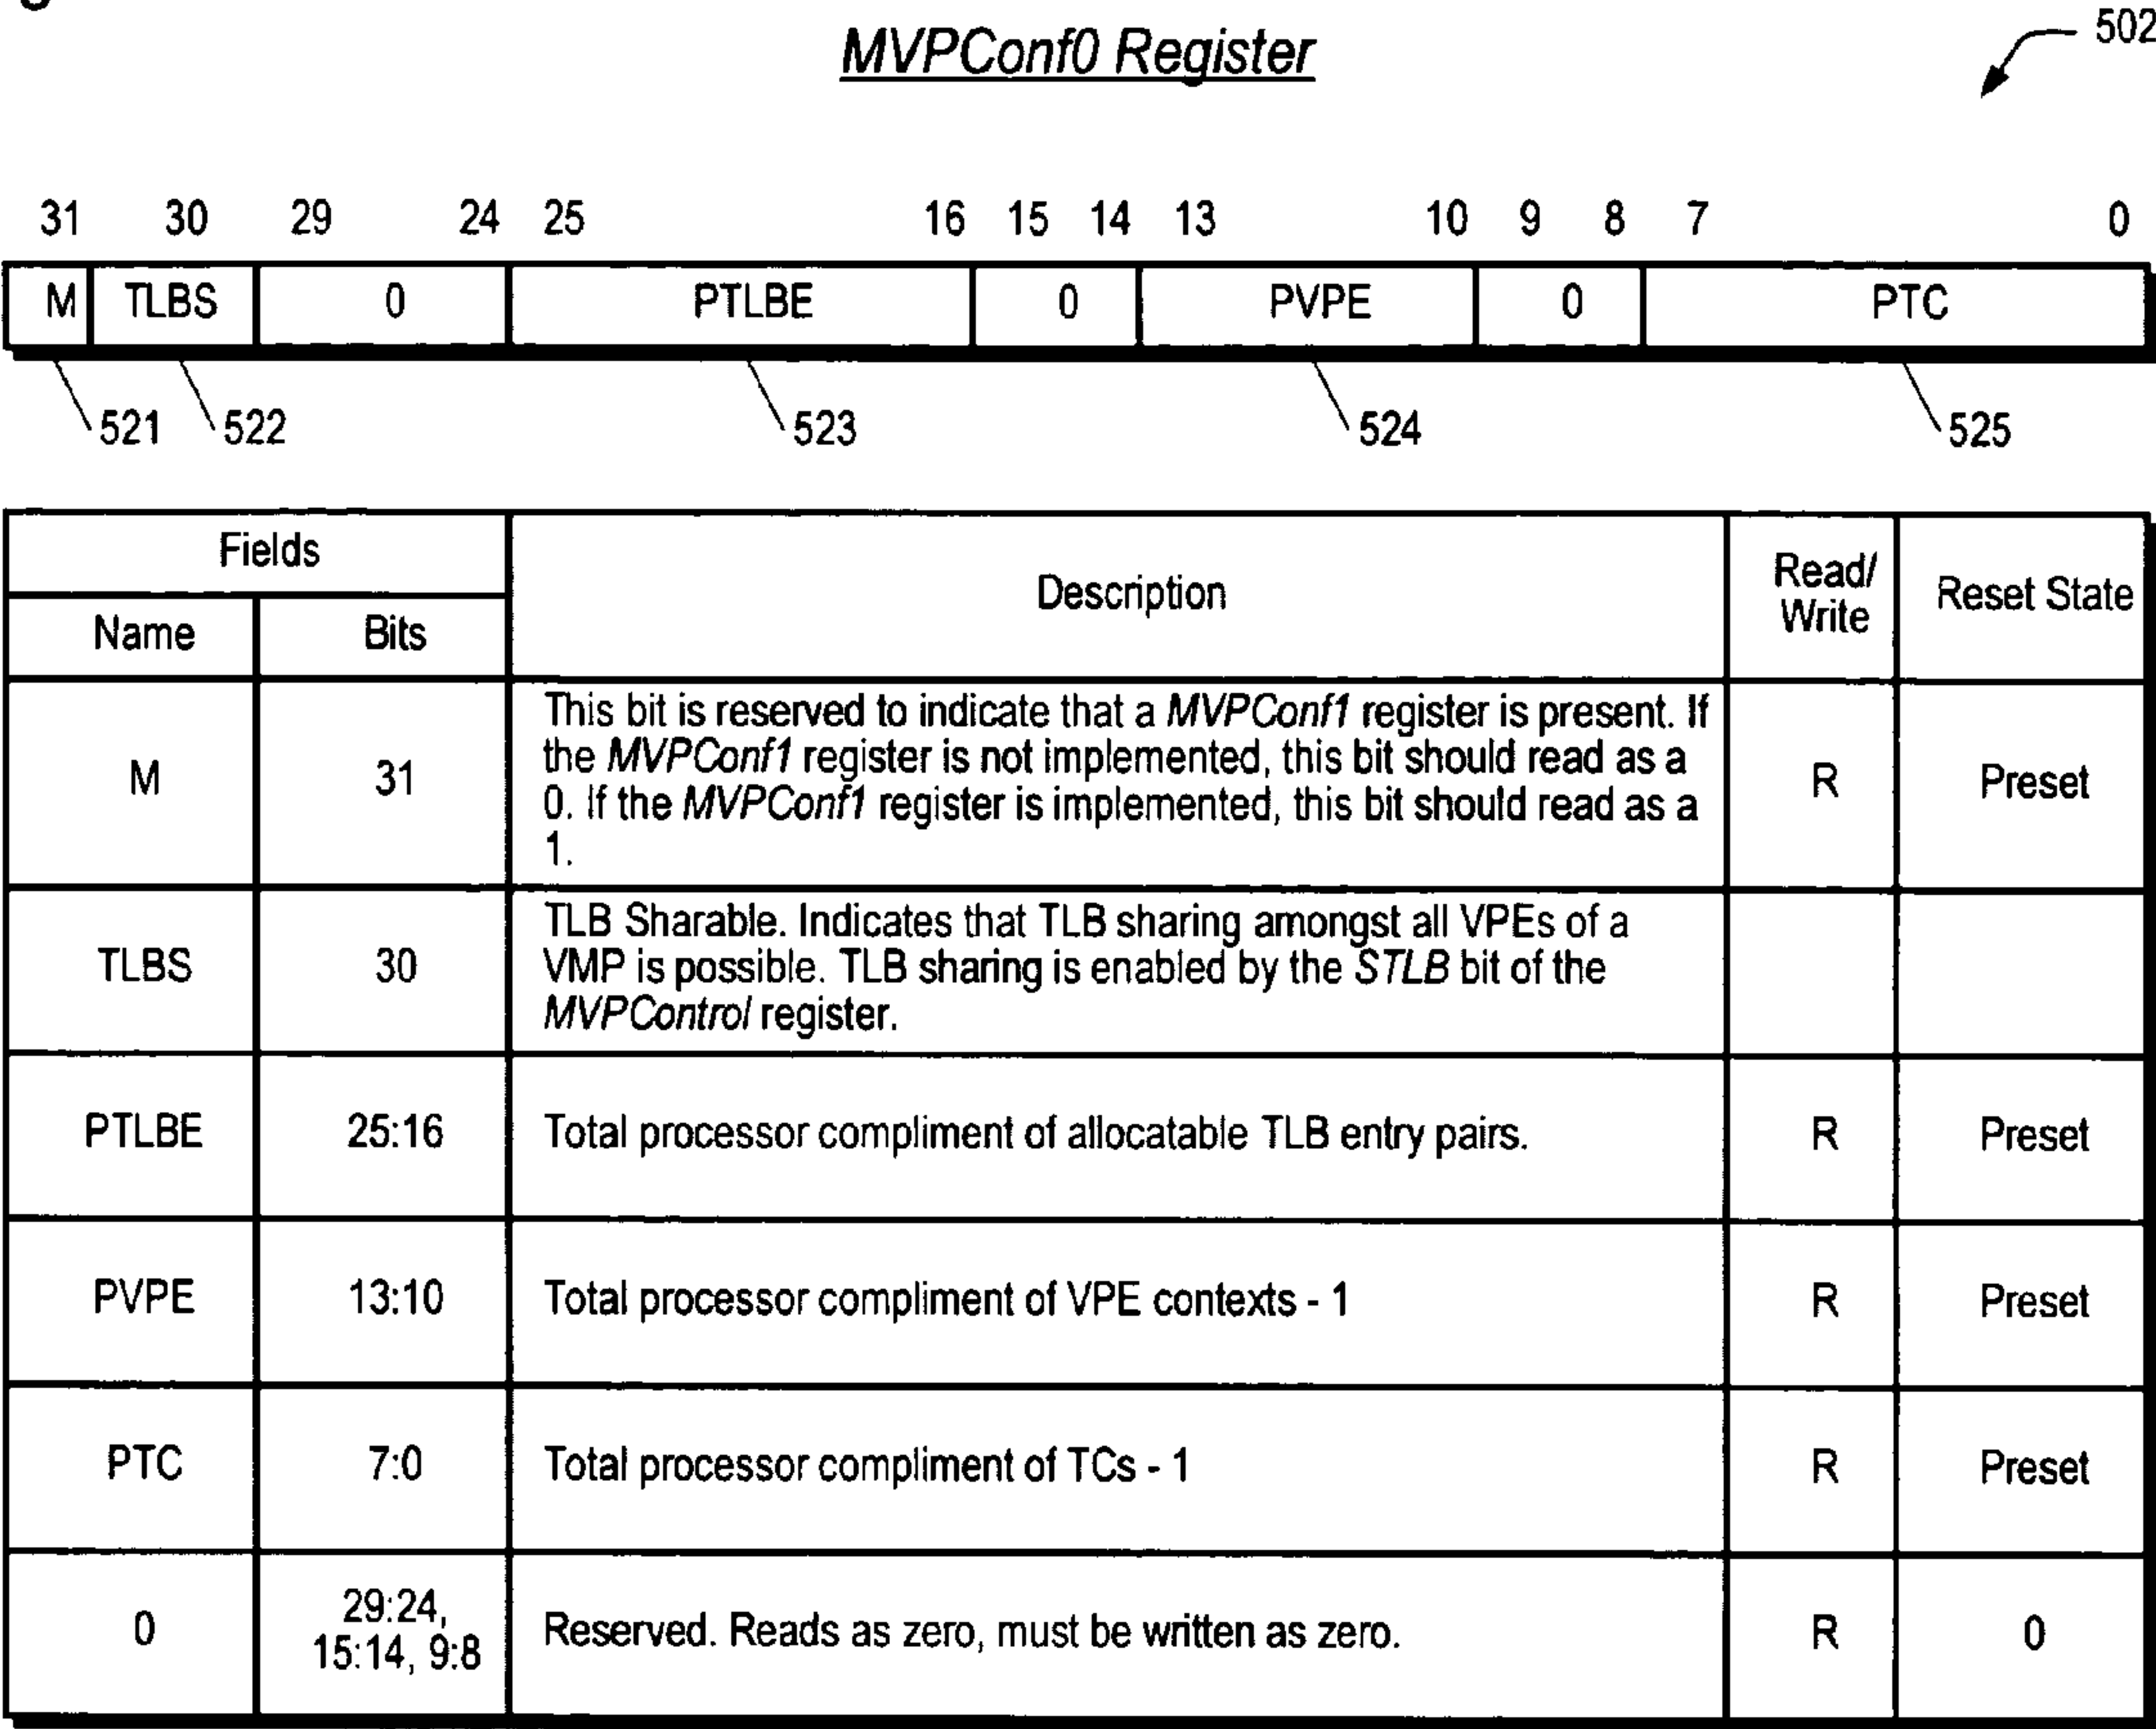 MVPConf0 Register
502
31 30 29 24 25 16 15 14 13 10 9 8 7 0
M TLBS 0 PTLBE 0 PVPE 0 PTC
521 522 523 524 525
Fields
Name Bits
Description
Read/
Write
Reset State
M 31
This bit is reserved to indicate that a MVPConf1 register is present. If
the MVPConf1 register is not implemented, this bit should read as a
0. If the MVPConf1 register is implemented, this bit should read as a
1.
R Preset
TLBS 30
TLB Sharable. Indicates that TLB sharing amongst all VPEs of a
VMP is possible. TLB sharing is enabled by the STLB bit of the
MVPControl register.
PTLBE 25:16 Total processor compliment of allocatable TLB entry pairs. R Preset
PVPE 13:10 Total processor compliment of VPE contexts - 1 R Preset
PTC 7:0 Total processor compliment of TCs - 1 R Preset
0
29:24,
15:14, 9:8
Reserved. Reads as zero, must be written as zero. R 0